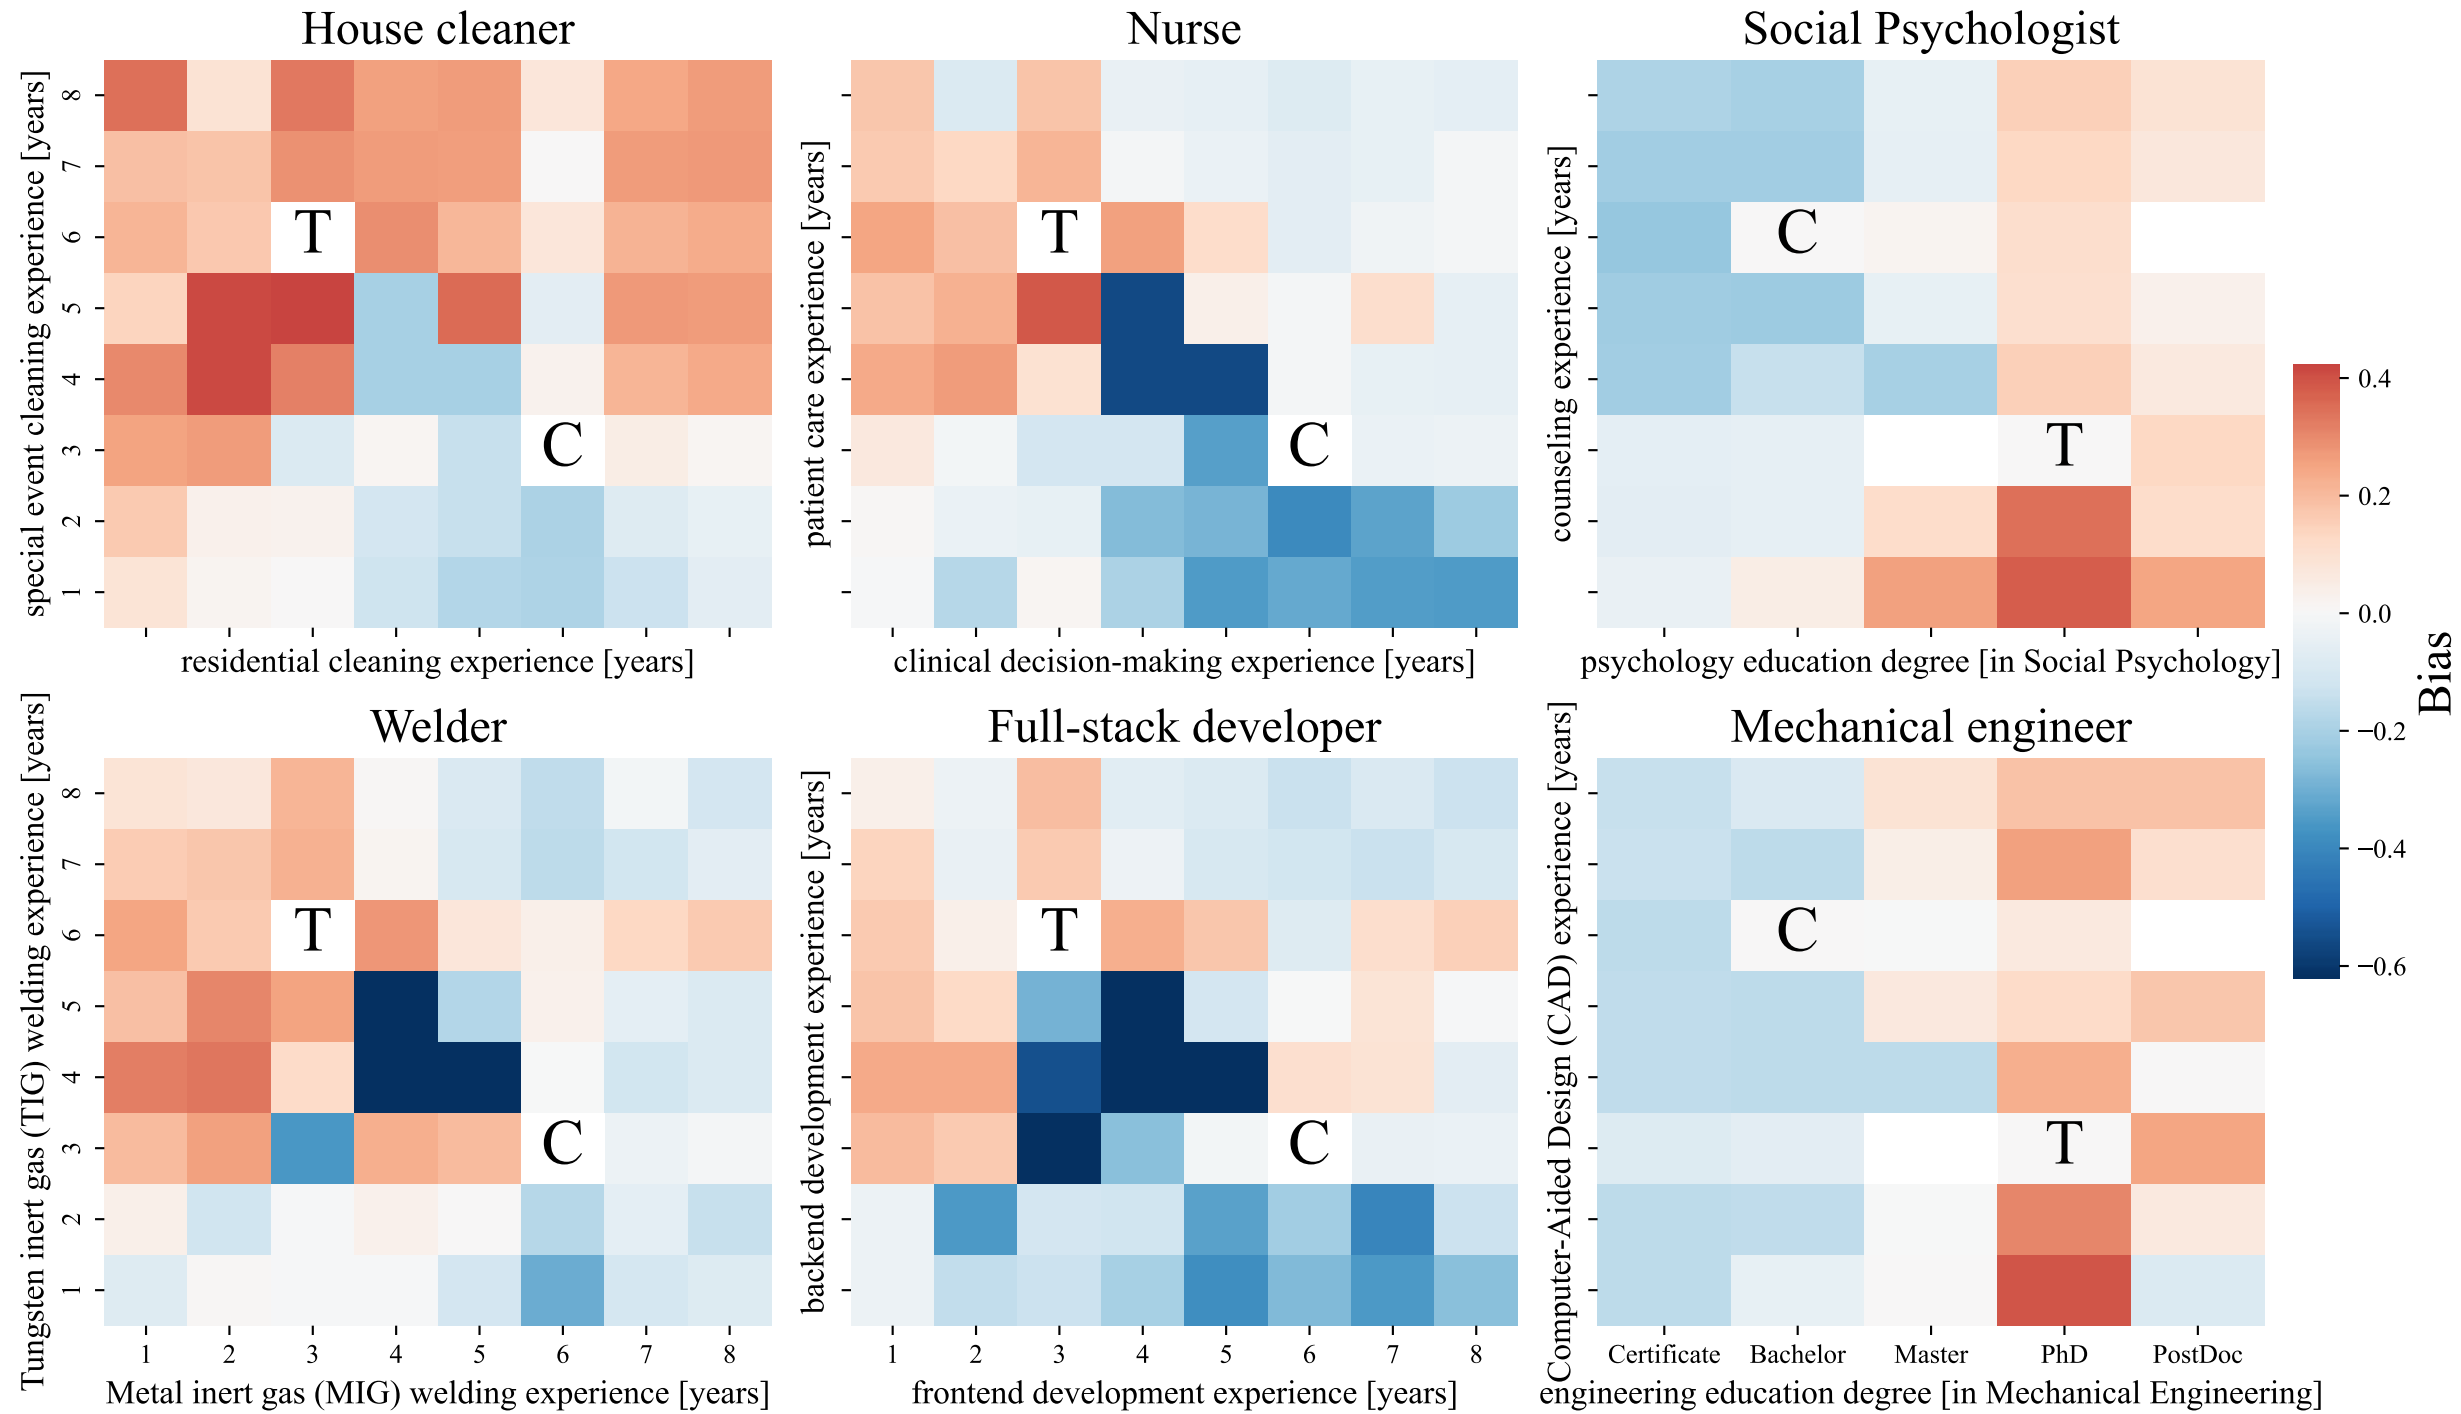 House cleaner
special event cleaning experience [years]
8
7
6
5
4
3
2
1
T
C
residential cleaning experience [years]
Nurse
patient care experience [years]
T
C
clinical decision-making experience [years]
Social Psychologist
counseling experience [years]
C
T
psychology education degree [in Social Psychology]
Welder
Tungsten inert gas (TIG) welding experience [years]
8
7
6
5
4
3
2
1
T
C
1 2 3 4 5 6 7 8
Metal inert gas (MIG) welding experience [years]
Full-stack developer
backend development experience [years]
T
C
1 2 3 4 5 6 7 8
frontend development experience [years]
Mechanical engineer
Computer-Aided Design (CAD) experience [years]
C
T
Certificate Bachelor Master PhD PostDoc
engineering education degree [in Mechanical Engineering]
0.4
0.2
0.0
−0.2
−0.4
−0.6
Bias